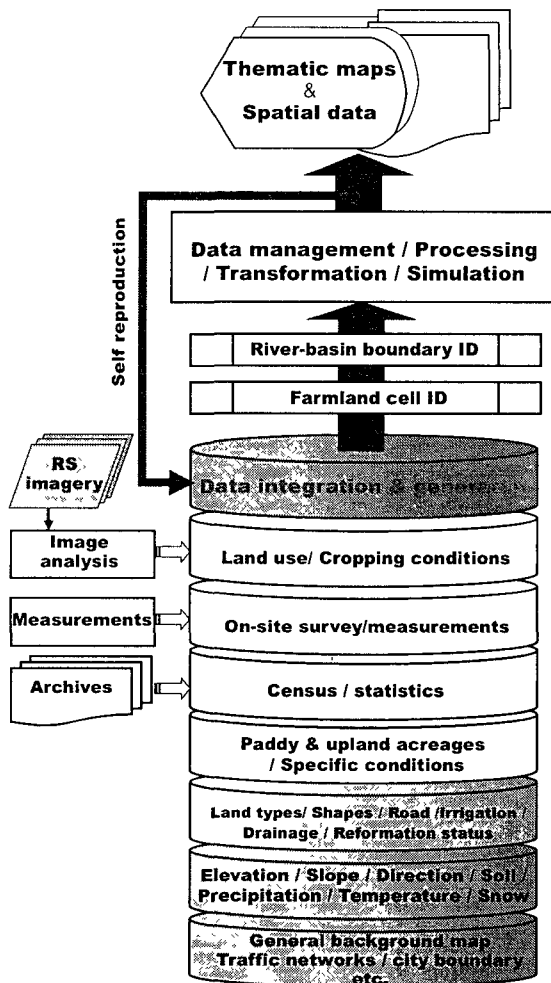 Thematic maps
&
Spatial data
Self reproduction
Data management / Processing
/ Transformation / Simulation
River-basin boundary ID
Farmland cell ID
RS
imagery
Data integration &
Image
analysis
Land use/ Cropping conditions
Measurements
On-site survey/measurements
Archives
Census / statistics
Paddy & upland acreages
/ Specific conditions
Land types/ Shapes / Road /Irrigation /
Drainage / Reformation status
Elevation / Slope / Direction / Soil /
Precipitation / Temperature / Snow
General background map
Traffic networks / city boundary
etc.